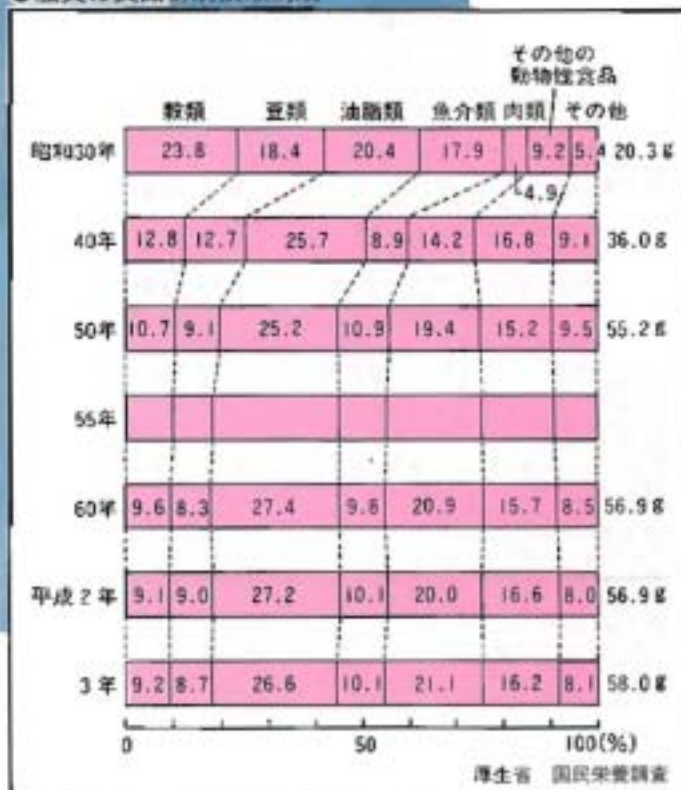 その他の
動物性食品
穀類 豆類 油脂類 魚介類 肉類 その他
昭和30年 23.8 18.4 20.4 17.9 9.2 5.4 20.3g
4.9
40年 12.8 12.7 25.7 8.9 14.2 16.8 9.1 36.0g
50年 10.7 9.1 25.2 10.9 19.4 15.2 9.5 55.2g
55年
60年 9.6 8.3 27.4 9.8 20.9 15.7 8.5 56.9g
平成2年 9.1 9.0 27.2 10.1 20.0 16.6 8.0 56.9g
3年 9.2 8.7 26.6 10.1 21.1 16.2 8.1 58.0g
0 50 100(%)
厚生省 国民栄養調査